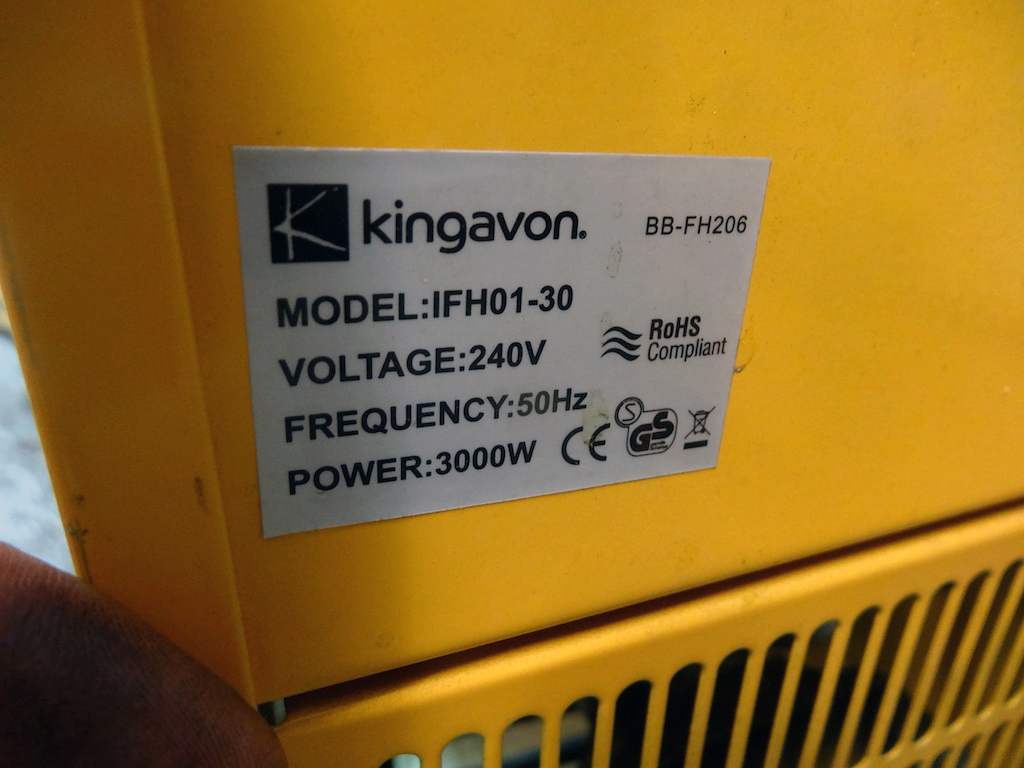 kingavon.
BB-FH206
MODEL:IFH01-30
VOLTAGE:240V
RoHS
Compliant
FREQUENCY:50Hz
POWER:3000W
CE
S
GS